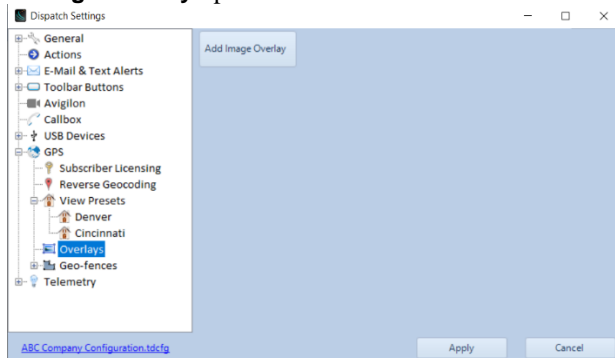 Dispatch Settings
General
Actions
E-Mail & Text Alerts
Toolbar Buttons
Avigilon
Callbox
USB Devices
GPS
Subscriber Licensing
Reverse Geocoding
View Presets
Denver
Cincinnati
Overlays
Geo-fences
Telemetry
Add Image Overlay
ABC Company Configuration.tdcfg
Apply
Cancel